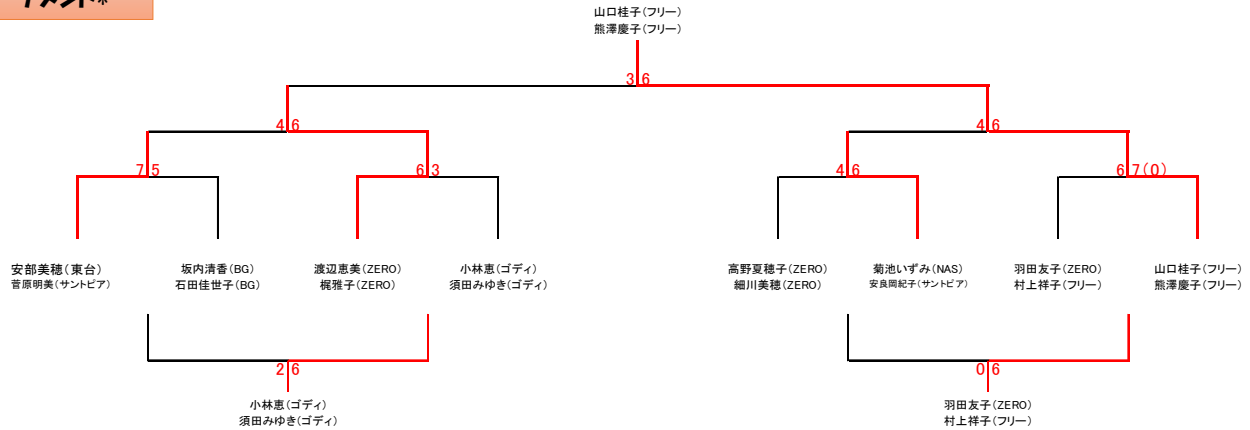 山口桂子(フリー)
熊澤慶子(フリー)
3 6
4 6
4 6
7 5
6 3
4 6
6 7(0)
安部美穂(東台)
菅原明美(サントピア)
坂内清香(BG)
石田佳世子(BG)
渡辺恵美(ZERO)
梶雅子(ZERO)
小林恵(ゴディ)
須田みゆき(ゴディ)
高野夏穂子(ZERO)
細川美穂(ZERO)
菊池いずみ(NAS)
安良岡紀子(サントピア)
羽田友子(ZERO)
村上祥子(フリー)
山口桂子(フリー)
熊澤慶子(フリー)
2 6
0 6
小林恵(ゴディ)
須田みゆき(ゴディ)
羽田友子(ZERO)
村上祥子(フリー)